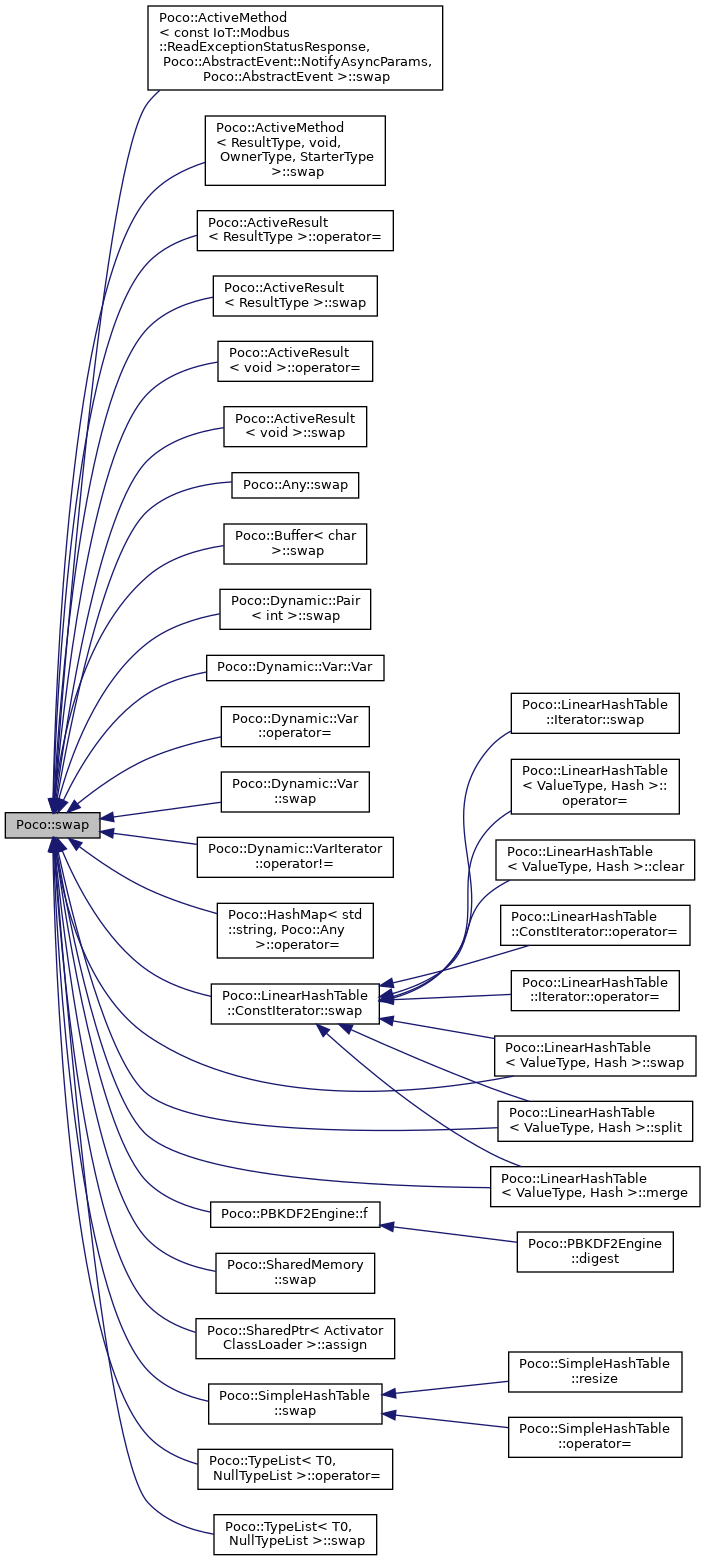 Poco::ActiveMethod
< const IoT::Modbus
::ReadExceptionStatusResponse,
Poco::AbstractEvent::NotifyAsyncParams,
Poco::AbstractEvent >::swap
Poco::ActiveMethod
< ResultType, void,
OwnerType, StarterType
>::swap
Poco::ActiveResult
< ResultType >::operator=
Poco::ActiveResult
< ResultType >::swap
Poco::ActiveResult
< void >::operator=
Poco::ActiveResult
< void >::swap
Poco::Any::swap
Poco::Buffer< char
>::swap
Poco::Dynamic::Pair
< int >::swap
Poco::Dynamic::Var::Var
Poco::Dynamic::Var
::operator=
Poco::Dynamic::Var
::swap
Poco::swap
Poco::Dynamic::VarIterator
::operator!=
Poco::HashMap< std
::string, Poco::Any
>::operator=
Poco::LinearHashTable
::ConstIterator::swap
Poco::LinearHashTable
::Iterator::swap
Poco::LinearHashTable
< ValueType, Hash >::
operator=
Poco::LinearHashTable
< ValueType, Hash >::clear
Poco::LinearHashTable
::ConstIterator::operator=
Poco::LinearHashTable
::Iterator::operator=
Poco::LinearHashTable
< ValueType, Hash >::swap
Poco::LinearHashTable
< ValueType, Hash >::split
Poco::LinearHashTable
< ValueType, Hash >::merge
Poco::PBKDF2Engine::f
Poco::PBKDF2Engine
::digest
Poco::SharedMemory
::swap
Poco::SharedPtr< Activator
ClassLoader >::assign
Poco::SimpleHashTable
::swap
Poco::SimpleHashTable
::resize
Poco::SimpleHashTable
::operator=
Poco::TypeList< T0,
NullTypeList >::operator=
Poco::TypeList< T0,
NullTypeList >::swap